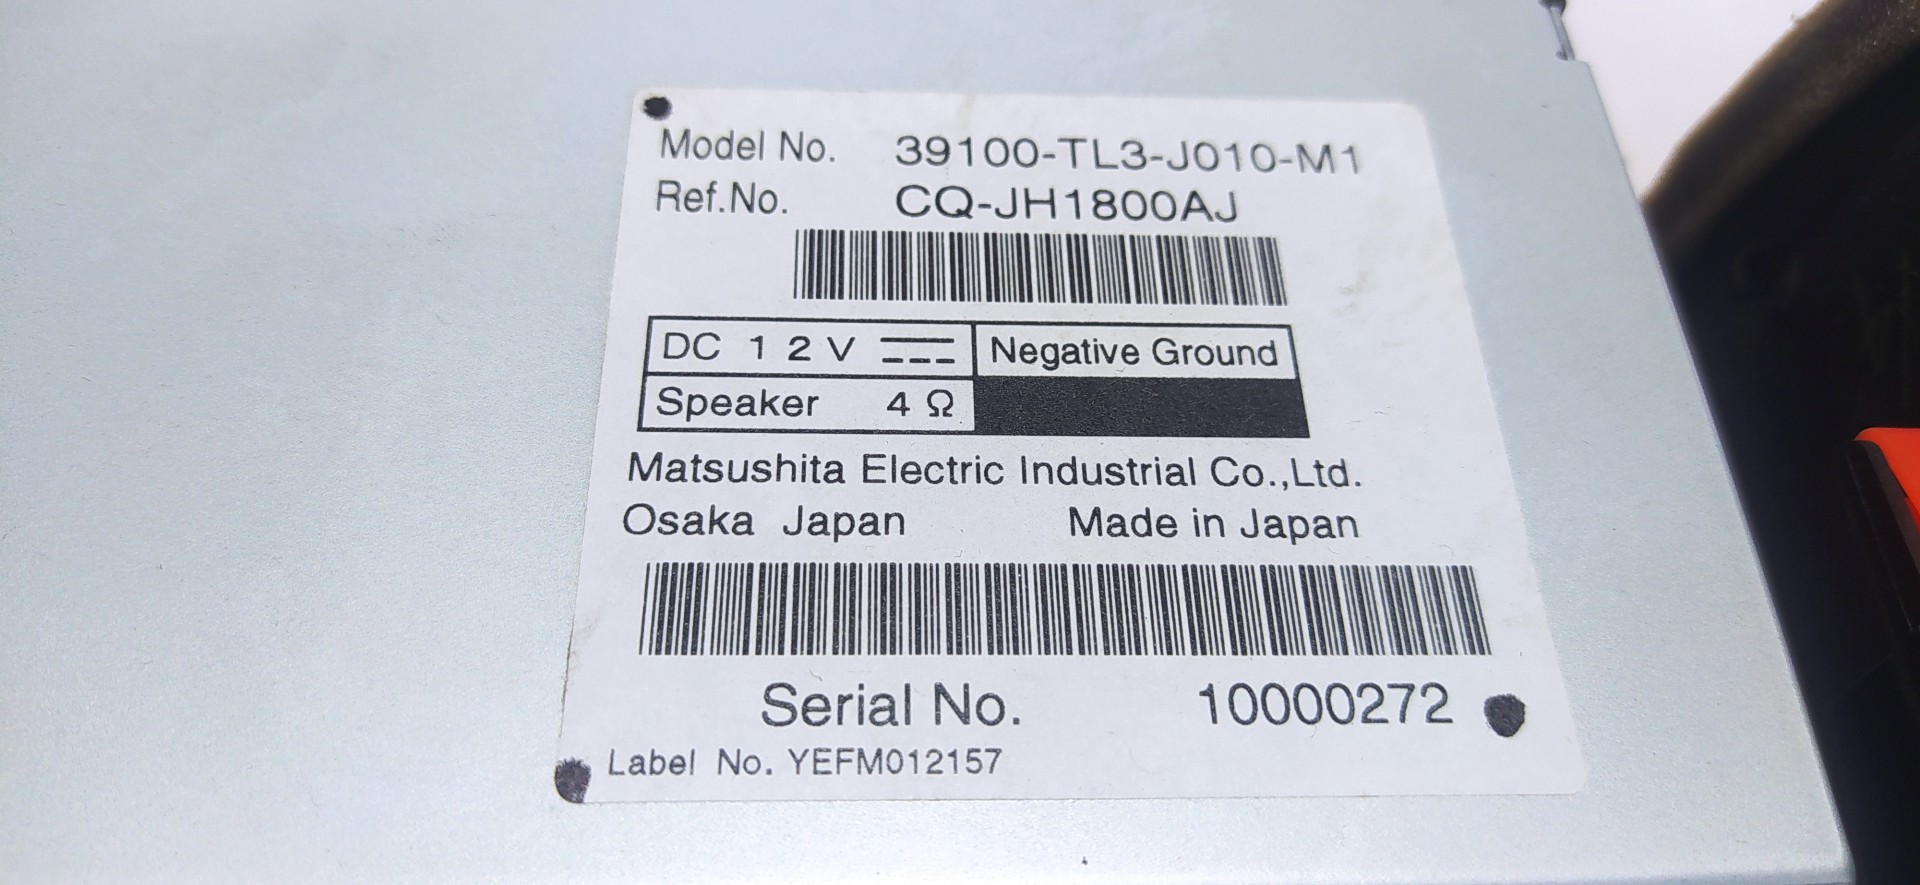 Model No. 39100-TL3-J010-M1
Ref.No. CQ-JH1800AJ
DC 12V Negative Ground
Speaker 4 Ω
Matsushita Electric Industrial Co.,Ltd.
Osaka Japan Made in Japan
Serial No. 10000272
Label No. YEFM012157